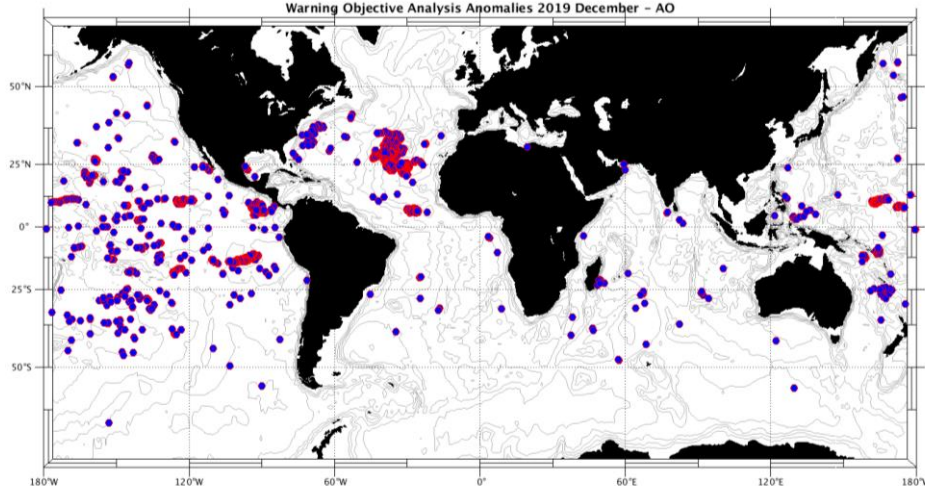 Warning Objective Analysis Anomalies 2019 December – AO
50°N
25°N
0°
25°S
50°S
180°W 120°W 60°W 0° 60°E 120°E 180°W